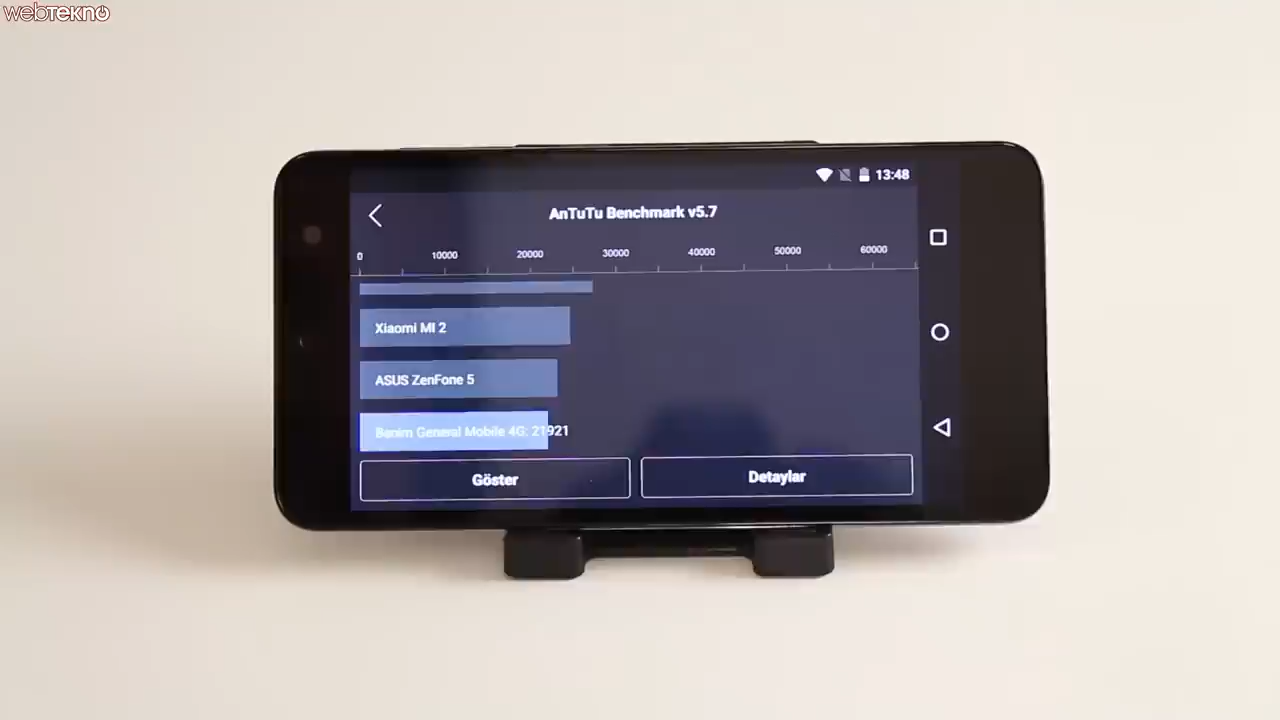 webTEKNO
13:48
AnTuTu Benchmark v5.7
0 10000 20000 30000 40000 50000 60000
Xiaomi MI 2
ASUS ZenFone 5
Benim General Mobile 4G: 21921
Göster
Detaylar